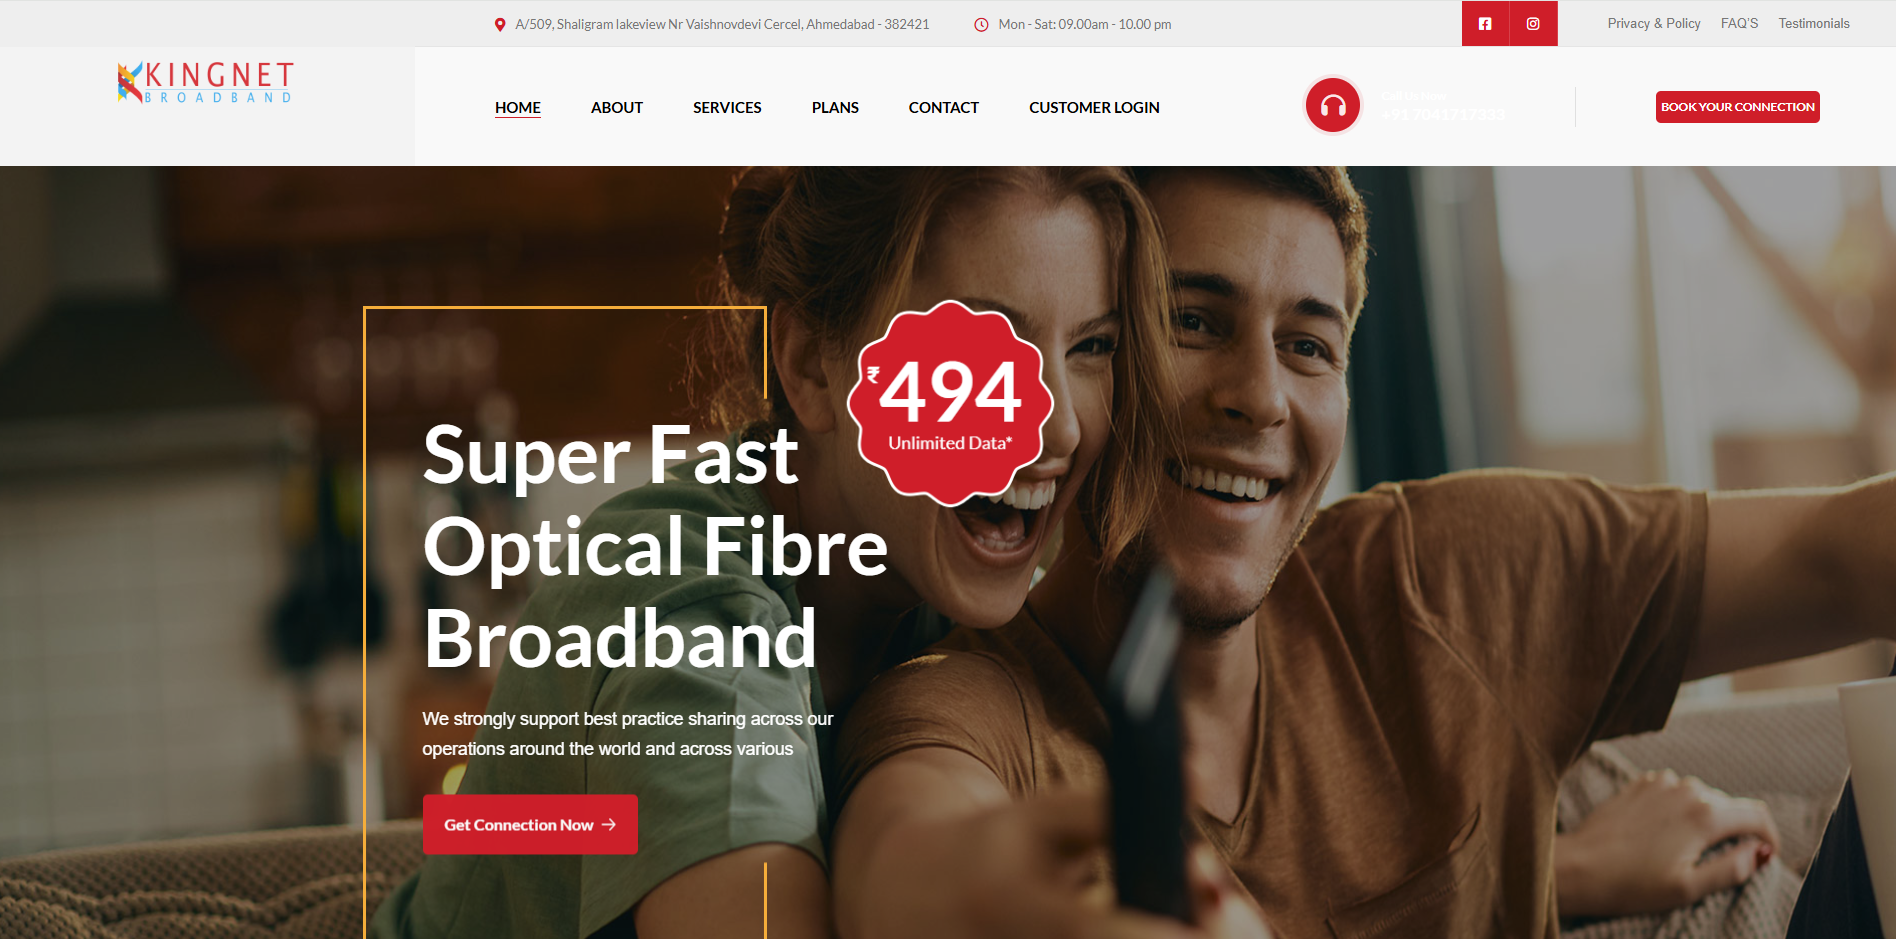 A/509, Shaligram lakeview Nr Vaishnovdevi Cercel, Ahmedabad - 382421
Mon - Sat: 09.00am - 10.00 pm
Privacy & Policy
FAQ'S
Testimonials
KINGNET
BROADBAND
HOME
ABOUT
SERVICES
PLANS
CONTACT
CUSTOMER LOGIN
Call Us Now
+91 7041717333
BOOK YOUR CONNECTION
₹494
Unlimited Data*
Super Fast
Optical Fibre
Broadband
We strongly support best practice sharing across our
operations around the world and across various
Get Connection Now →